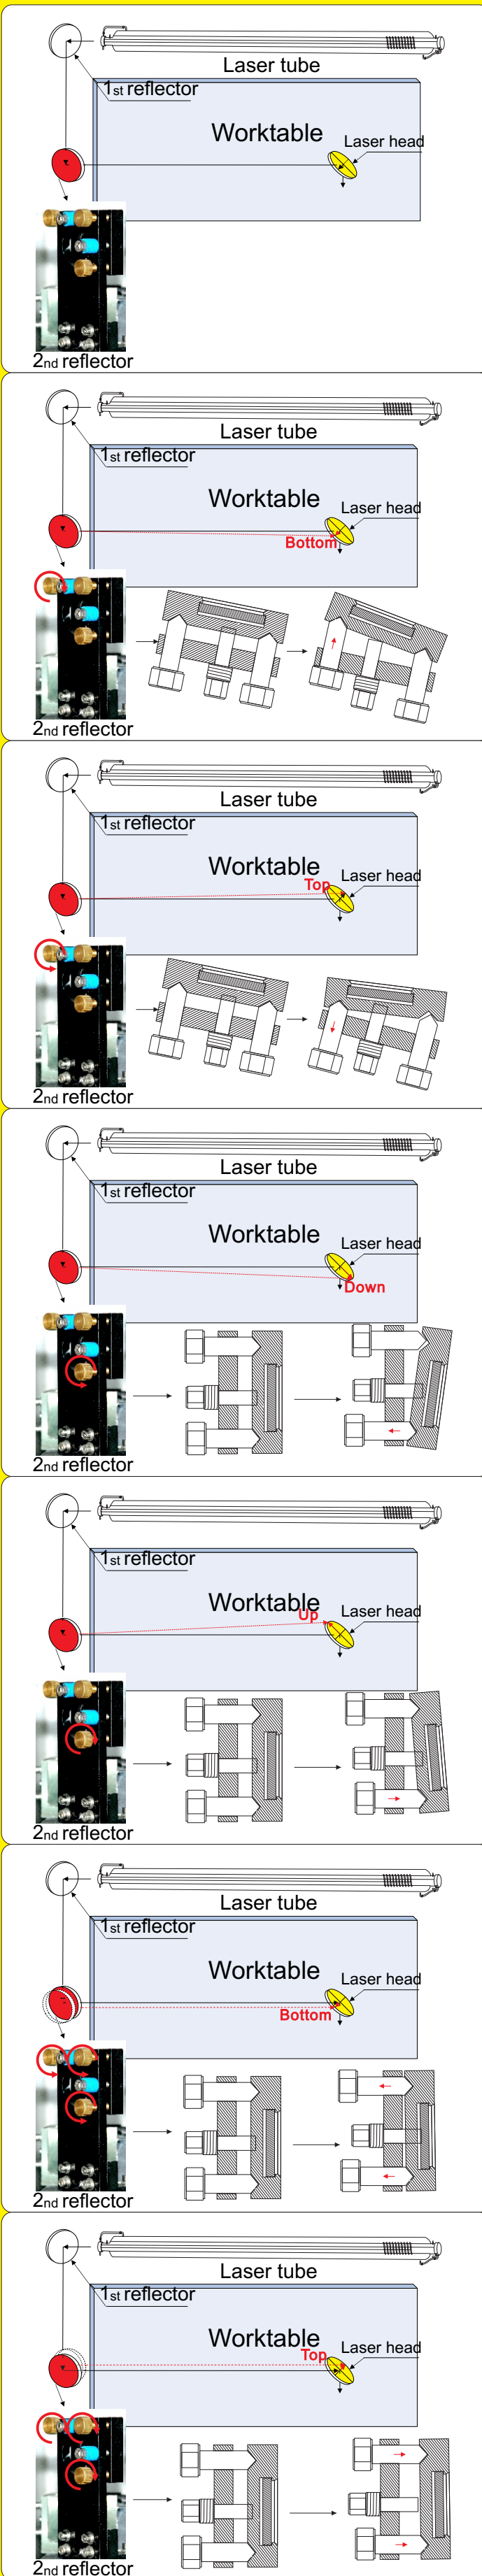 Laser tube
1st reflector
Worktable
Laser head
2nd reflector
Laser tube
1st reflector
Worktable
Laser head
Bottom
2nd reflector
Laser tube
1st reflector
Worktable
Laser head
Top
2nd reflector
Laser tube
1st reflector
Worktable
Laser head
Down
2nd reflector
Laser tube
1st reflector
Worktable
Laser head
Up
2nd reflector
Laser tube
1st reflector
Worktable
Laser head
Bottom
2nd reflector
Laser tube
1st reflector
Worktable
Laser head
Top
2nd reflector